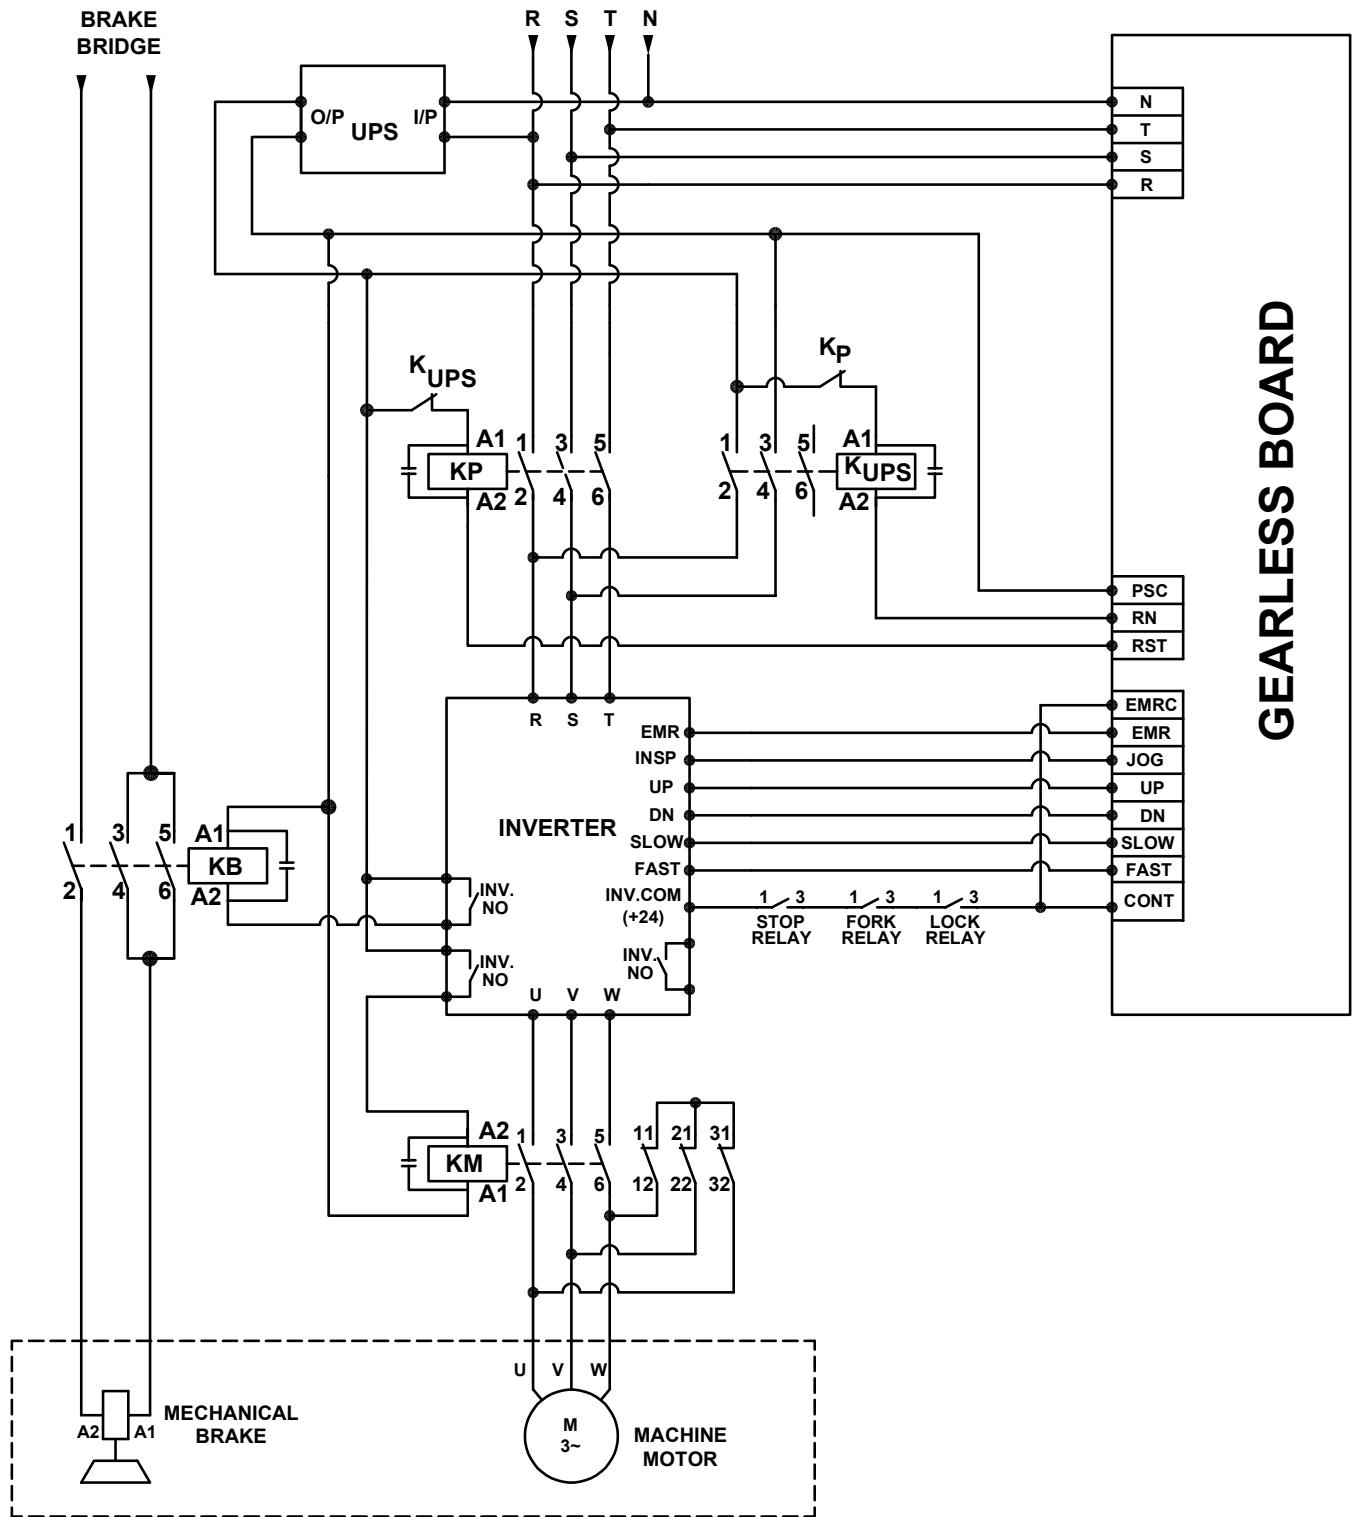 BRAKE
BRIDGE
R S T N
O/P UPS I/P
N
T
S
R
GEARLESS BOARD
K UPS
K P
A1 1 3 5
KP
A2 2 4 6
1 3 5 A1
K UPS
2 4 6 A2
PSC
RN
RST
R S T
EMR
INSP
UP
DN
SLOW
FAST
INV.COM
(+24)
INVERTER
EMRC
EMR
JOG
UP
DN
SLOW
FAST
CONT
1 3 1 3 1 3
STOP
RELAY
FORK
RELAY
LOCK
RELAY
1 3 5 A1
KB
2 4 6 A2
INV.
NO
INV.
NO
INV.
NO
U V W
A2 1 3 5 11 21 31
KM
A1 2 4 6 12 22 32
U V W
A2 A1
MECHANICAL
BRAKE
M
3~
MACHINE
MOTOR